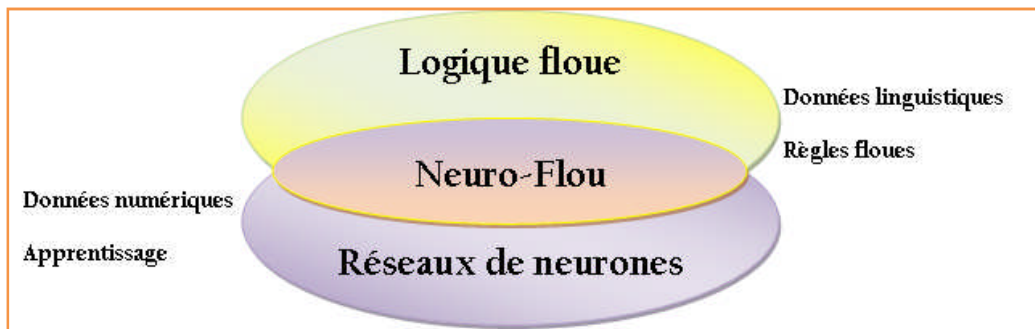 Logique floue
Données linguistiques
Règles floues
Neuro-Flou
Données numériques
Apprentissage
Réseaux de neurones